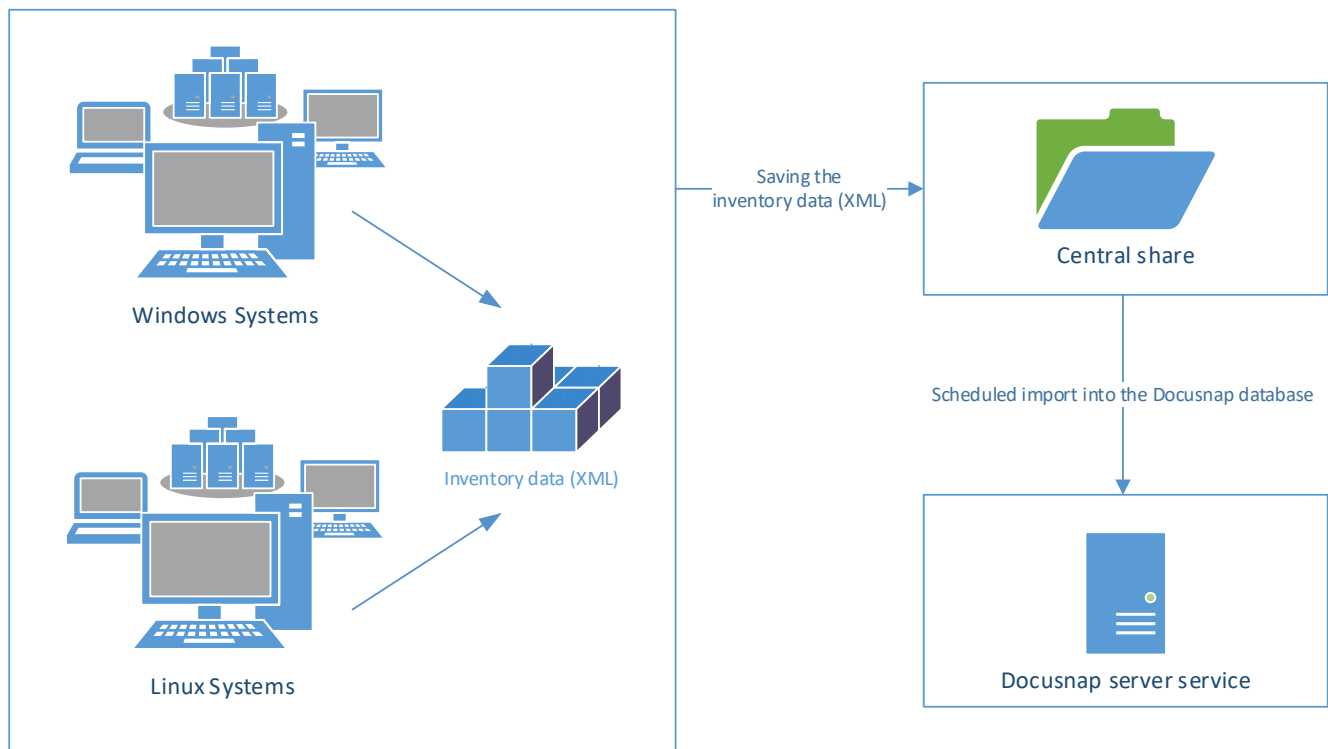 Windows Systems
Inventory data (XML)
Linux Systems
Saving the
inventory data (XML)
Central share
Scheduled import into the Docusnap database
Docusnap server service